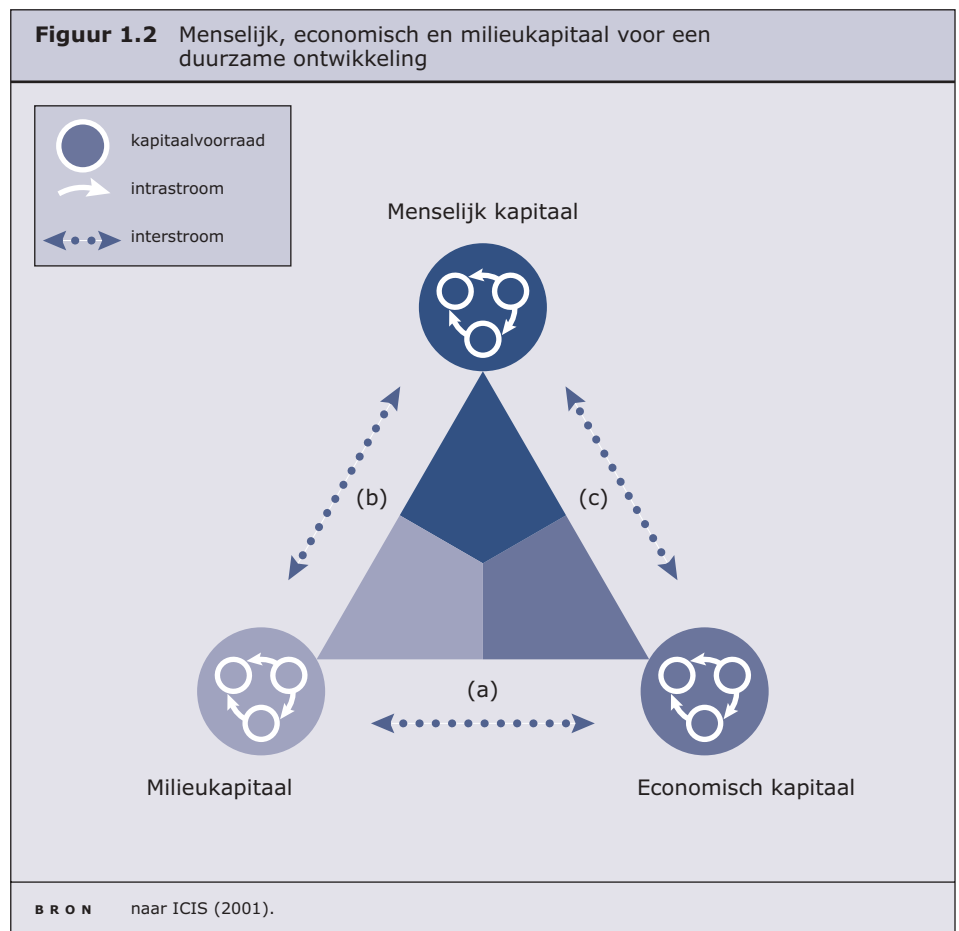 Figuur 1.2 Menselijk, economisch en milieukapitaal voor een
duurzame ontwikkeling
kapitaalvoorraad
intrastroom
interstroom
Menselijk kapitaal
(b)
(c)
(a)
Milieukapitaal
Economisch kapitaal
BRON naar ICIS (2001).